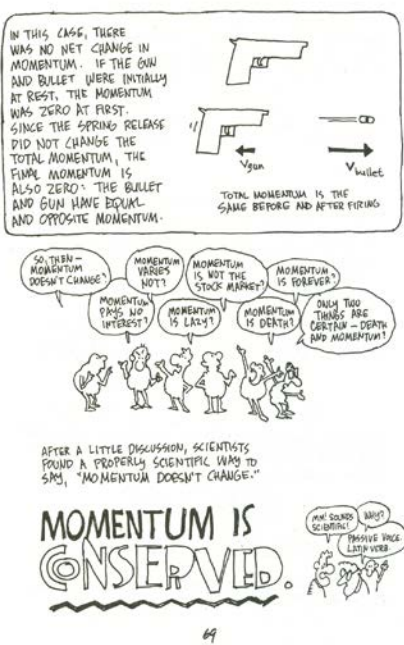 IN THIS CASE, THERE
WAS NO NET CHANGE IN
MOMENTUM. IF THE GUN
AND BULLET WERE INITIALLY
AT REST, THE MOMENTUM
WAS ZERO AT FIRST.
SINCE THE SPRING RELEASE
DID NOT CHANGE THE
TOTAL MOMENTUM, THE
FINAL MOMENTUM IS
ALSO ZERO: THE BULLET
AND GUN HAVE EQUAL
AND OPPOSITE MOMENTUM.
Vgun
Vbullet
TOTAL MOMENTUM IS THE
SAME BEFORE AND AFTER FIRING
SO, THEN—
MOMENTUM
DOESN'T CHANGE?
MOMENTUM
PAYS NO
INTEREST?
MOMENTUM
VARIES
NOT?
MOMENTUM
IS LAZY?
MOMENTUM
IS NOT THE
STOCK MARKET?
MOMENTUM
IS DEATH?
MOMENTUM
IS FOREVER?
ONLY TWO
THINGS ARE
CERTAIN — DEATH
AND MOMENTUM?
AFTER A LITTLE DISCUSSION, SCIENTISTS
FOUND A PROPERLY SCIENTIFIC WAY TO
SAY, "MOMENTUM DOESN'T CHANGE."
MOMENTUM IS
CONSERVED.
MM! SOUNDS
SCIENTIFIC!
WHY?
PASSIVE VOICE.
LATIN VERB.
69